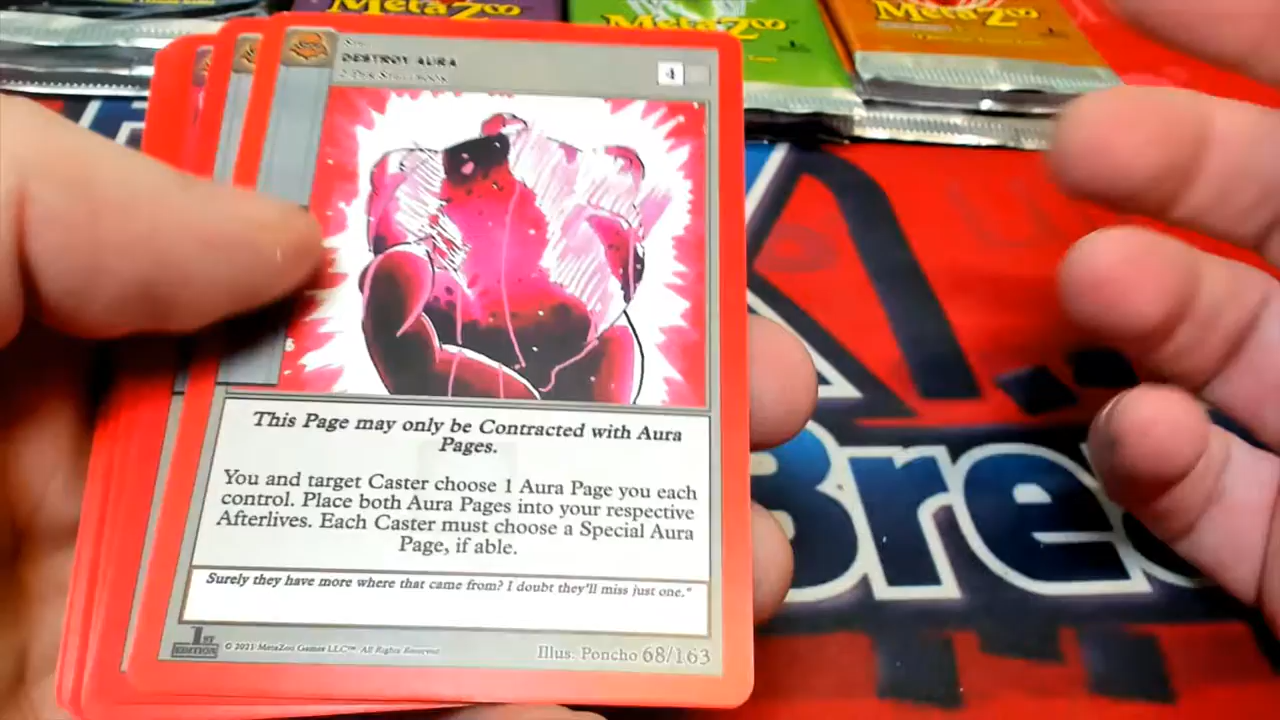 MetaZoo
MetaZoo
MetaZoo
DESTROY AURA
4
This Page may only be Contracted with Aura
Pages.
You and target Caster choose 1 Aura Page you each
control. Place both Aura Pages into your respective
Afterlives. Each Caster must choose a Special Aura
Page, if able.
Surely they have more where that came from? I doubt they'll miss just one."
1ST
EDITION
© 2021 MetaZoo Games LLC™ All Rights Reserved
Illus: Poncho 68/163
Bre